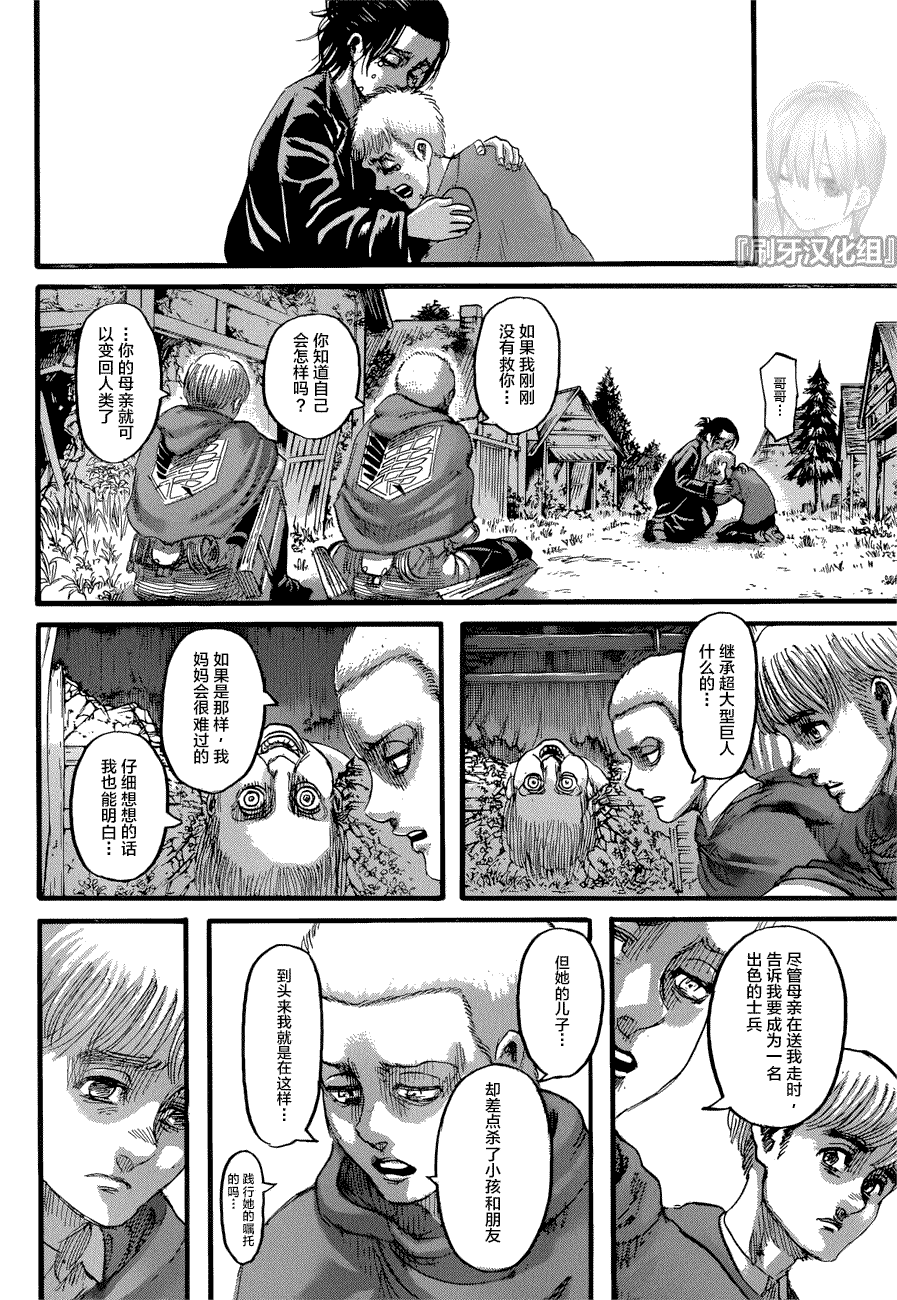 『刷牙汉化组』
哥哥…
如果我刚刚
没有救你…
你知道自己
会怎样吗？
…你的母亲就可
以变回人类了
继承超大型巨人
什么的…
如果是那样，我
妈妈会很难过的
仔细想想的话
我也能明白…
尽管母亲在送我走时，
告诉我要成为一名
出色的士兵
但她的儿子…
却差点杀了小孩和朋友
到头来我就是在这样…
践行她的嘱托
的吗…